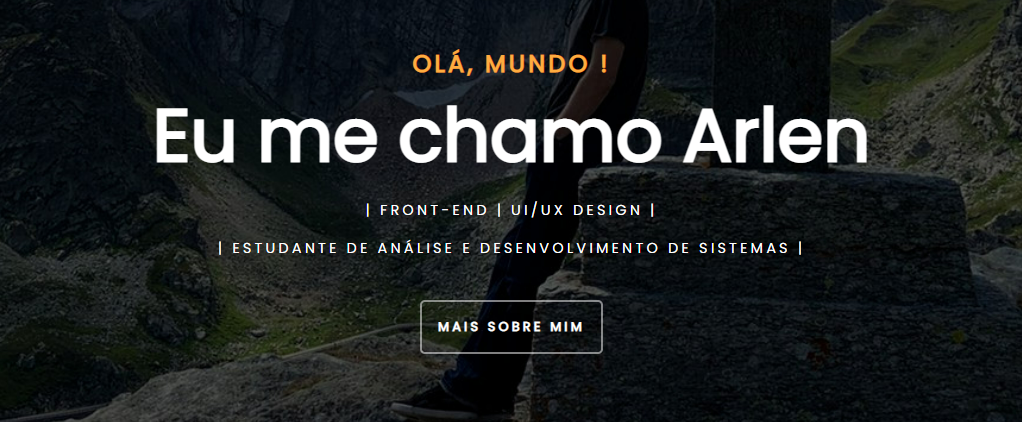 OLÁ, MUNDO !
Eu me chamo Arlen
| FRONT-END | UI/UX DESIGN |
| ESTUDANTE DE ANÁLISE E DESENVOLVIMENTO DE SISTEMAS |
MAIS SOBRE MIM